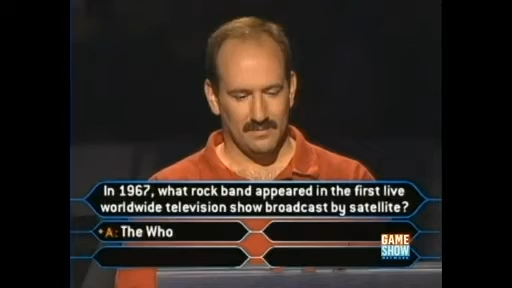 In 1967, what rock band appeared in the first live
worldwide television show broadcast by satellite?
A: The Who
GAME
SHOW
NETWORK